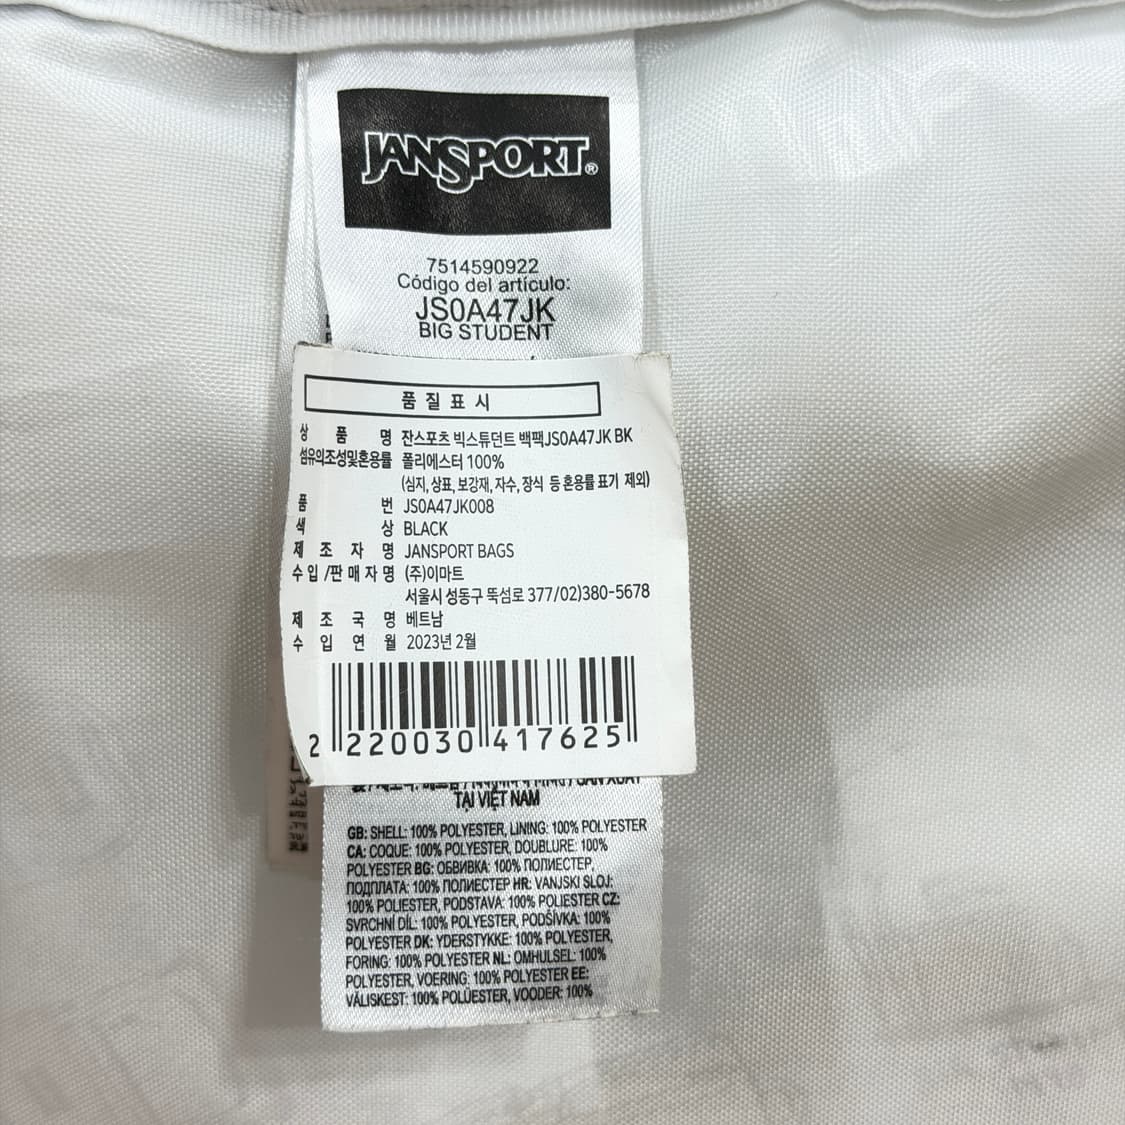 JANSPORT®
7514590922
Código del artículo:
JS0A47JK
BIG STUDENT
품질표시
상 품 명 잔스포츠 빅스튜던트 백팩JS0A47JK BK
섬유의조성및혼용률 폴리에스터 100%
(심지, 상표, 보강재, 자수, 장식 등 혼용률 표기 제외)
품 번 JS0A47JK008
색 상 BLACK
제 조 자 명 JANSPORT BAGS
수입/판매자명 (주)이마트
서울시 성동구 뚝섬로 377/02)380-5678
제 조 국 명 베트남
수 입 연 월 2023년 2월
2 220030 417625
TẠI VIỆT NAM
GB: SHELL: 100% POLYESTER, LINING: 100% POLYESTER
CA: COQUE: 100% POLYESTER, DOUBLURE: 100%
POLYESTER BG: ОБВИВКА: 100% ПОЛИЕСТЕР,
ПОДПЛАТА: 100% ПОЛИЕСТЕР HR: VANJSKI SLOJ:
100% POLIESTER, PODSTAVA: 100% POLIESTER CZ:
SVRCHNÍ DÍL: 100% POLYESTER, PODŠÍVKA: 100%
POLYESTER DK: YDERSTYKKE: 100% POLYESTER,
FORING: 100% POLYESTER NL: OMHULSEL: 100%
POLYESTER, VOERING: 100% POLYESTER EE:
VÄLISKEST: 100% POLÜESTER, VOODER: 100%